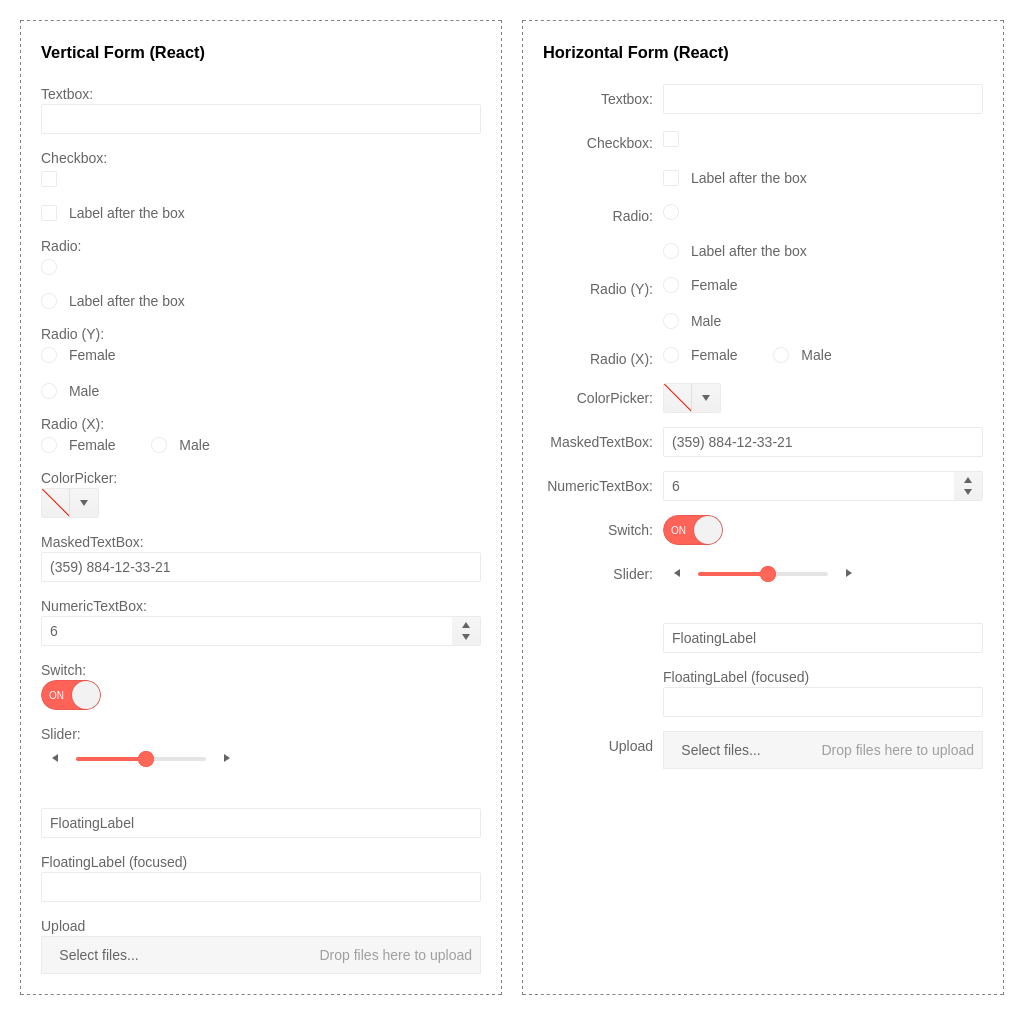 Vertical Form (React)
Textbox:
Checkbox:
Label after the box
Radio:
Label after the box
Radio (Y):
Female
Male
Radio (X):
Female Male
ColorPicker:
MaskedTextBox:
(359) 884-12-33-21
NumericTextBox:
6
Switch:
ON
Slider:
FloatingLabel
FloatingLabel (focused)
Upload
Select files... Drop files here to upload
Horizontal Form (React)
Textbox:
Checkbox:
Label after the box
Radio:
Label after the box
Radio (Y): Female
Male
Radio (X): Female Male
ColorPicker:
MaskedTextBox: (359) 884-12-33-21
NumericTextBox: 6
Switch: ON
Slider:
FloatingLabel
FloatingLabel (focused)
Upload Select files... Drop files here to upload